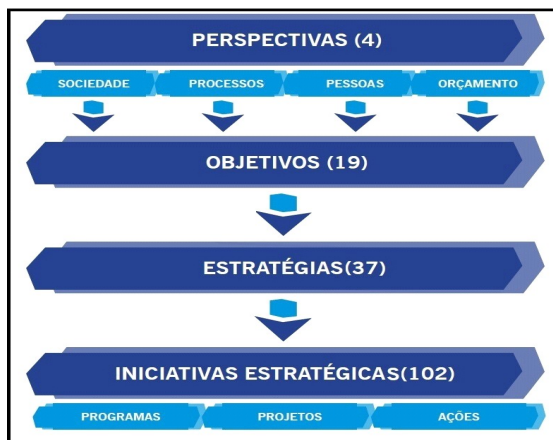 PERSPECTIVAS (4)
SOCIEDADE PROCESSOS PESSOAS ORÇAMENTO
OBJETIVOS (19)
ESTRATÉGIAS(37)
INICIATIVAS ESTRATÉGICAS(102)
PROGRAMAS PROJETOS AÇÕES